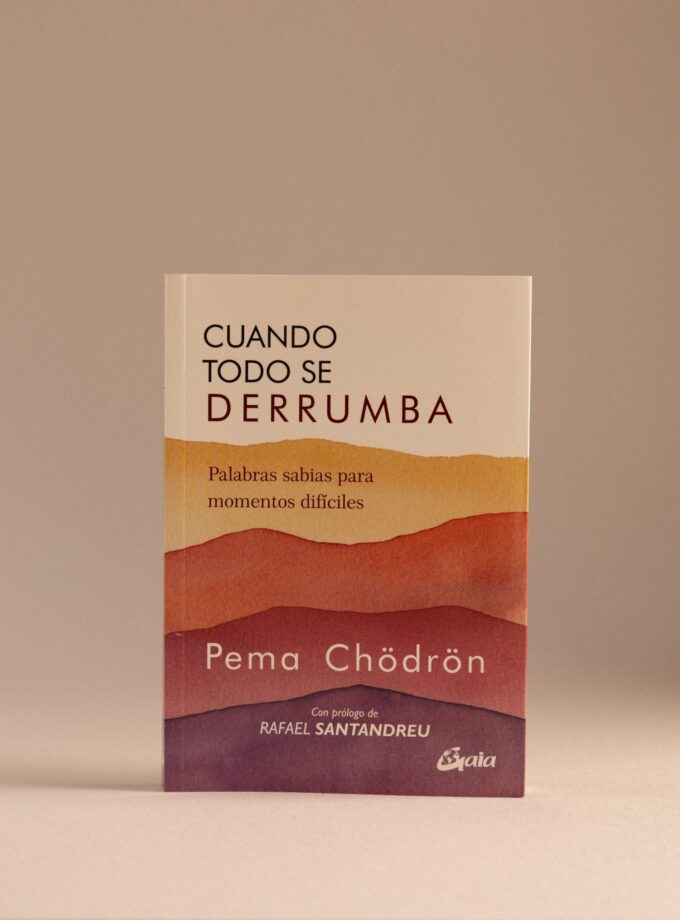 CUANDO
TODO SE
DERRUMBA
Palabras sabias para
momentos difíciles
Pema Chödrön
Con prólogo de
RAFAEL SANTANDREU
Gaia